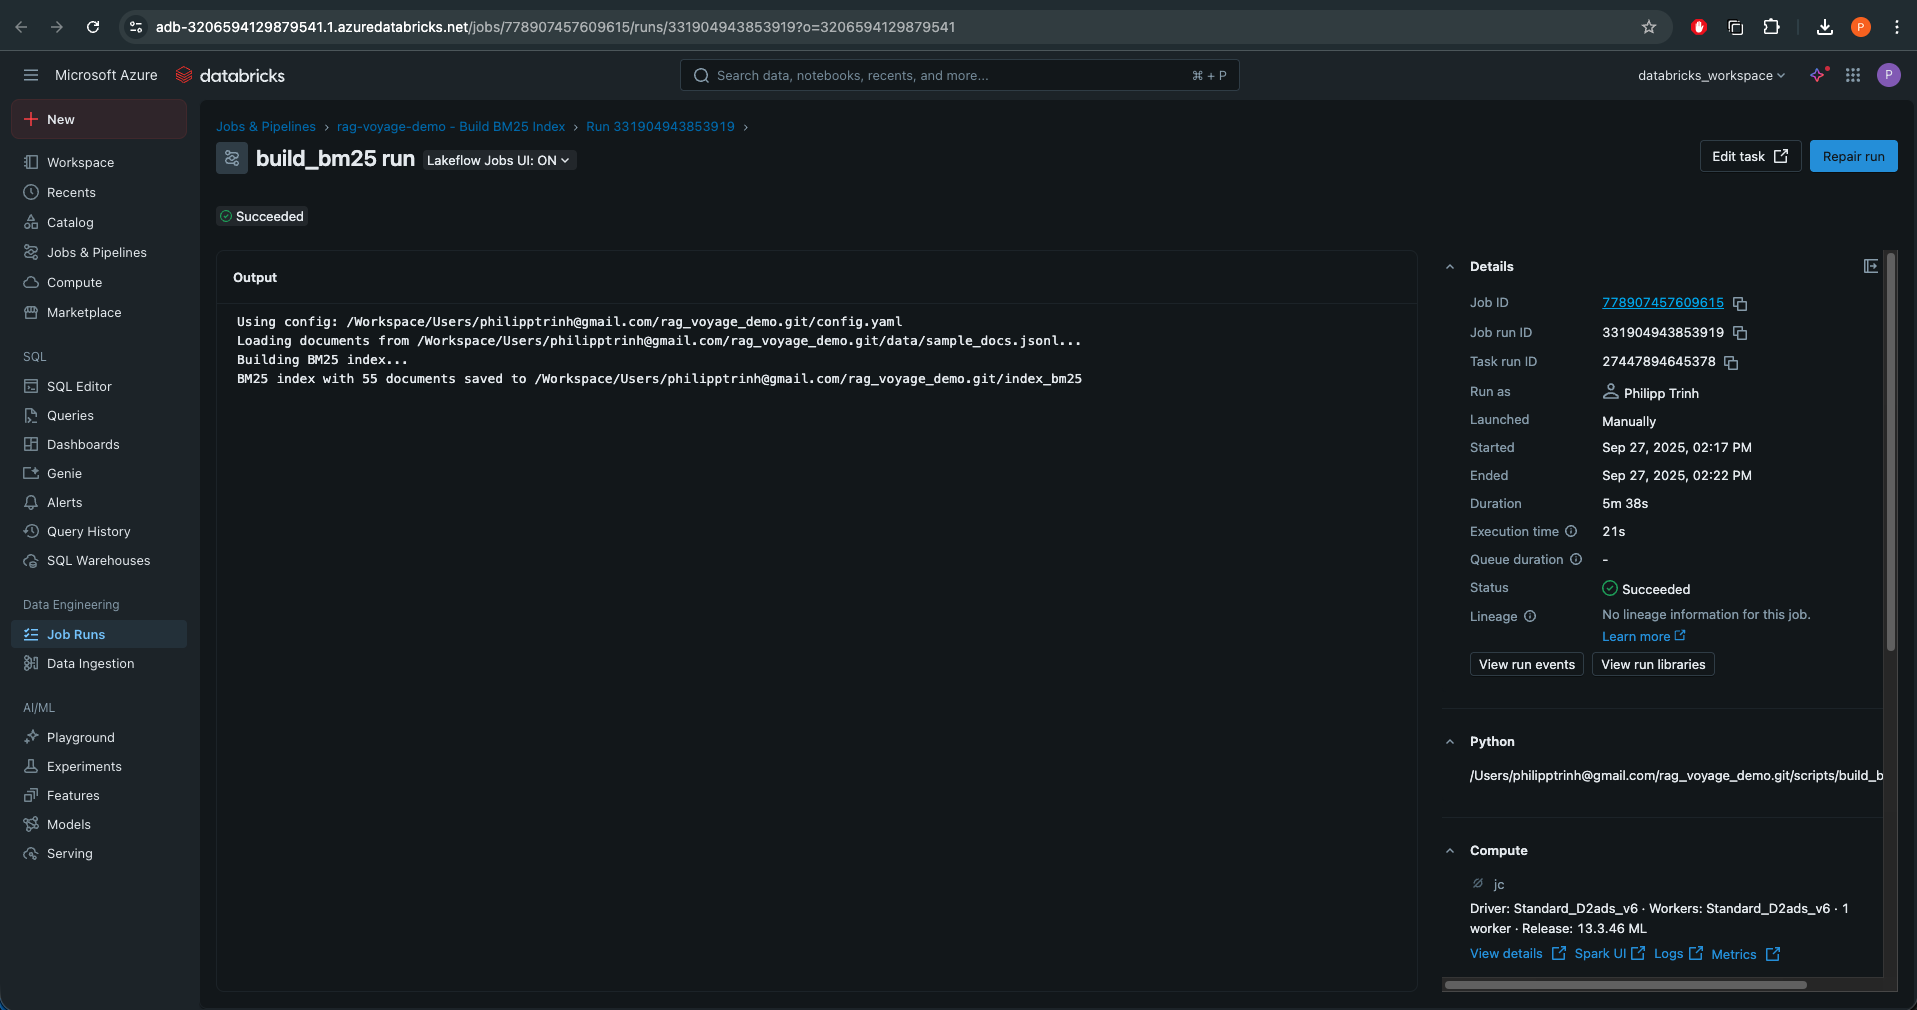 adb-3206594129879541.1.azuredatabricks.net/jobs/778907457609615/runs/331904943853919?o=3206594129879541
P
Microsoft Azure
databricks
Search data, notebooks, recents, and more...
⌘ + P
databricks_workspace
P
New
Workspace
Recents
Catalog
Jobs & Pipelines
Compute
Marketplace
SQL
SQL Editor
Queries
Dashboards
Genie
Alerts
Query History
SQL Warehouses
Data Engineering
Job Runs
Data Ingestion
AI/ML
Playground
Experiments
Features
Models
Serving
Jobs & Pipelines › rag-voyage-demo - Build BM25 Index › Run 331904943853919 ›
build_bm25 run
Lakeflow Jobs UI: ON
Edit task
Repair run
Succeeded
Output
Using config: /Workspace/Users/philipptrinh@gmail.com/rag_voyage_demo.git/config.yaml
Loading documents from /Workspace/Users/philipptrinh@gmail.com/rag_voyage_demo.git/data/sample_docs.jsonl...
Building BM25 index...
BM25 index with 55 documents saved to /Workspace/Users/philipptrinh@gmail.com/rag_voyage_demo.git/index_bm25
Details
Job ID 778907457609615
Job run ID 331904943853919
Task run ID 27447894645378
Run as Philipp Trinh
Launched Manually
Started Sep 27, 2025, 02:17 PM
Ended Sep 27, 2025, 02:22 PM
Duration 5m 38s
Execution time 21s
Queue duration -
Status Succeeded
Lineage No lineage information for this job.
Learn more
View run events
View run libraries
Python
/Users/philipptrinh@gmail.com/rag_voyage_demo.git/scripts/build_b
Compute
jc
Driver: Standard_D2ads_v6 · Workers: Standard_D2ads_v6 · 1
worker · Release: 13.3.46 ML
View details Spark UI Logs Metrics